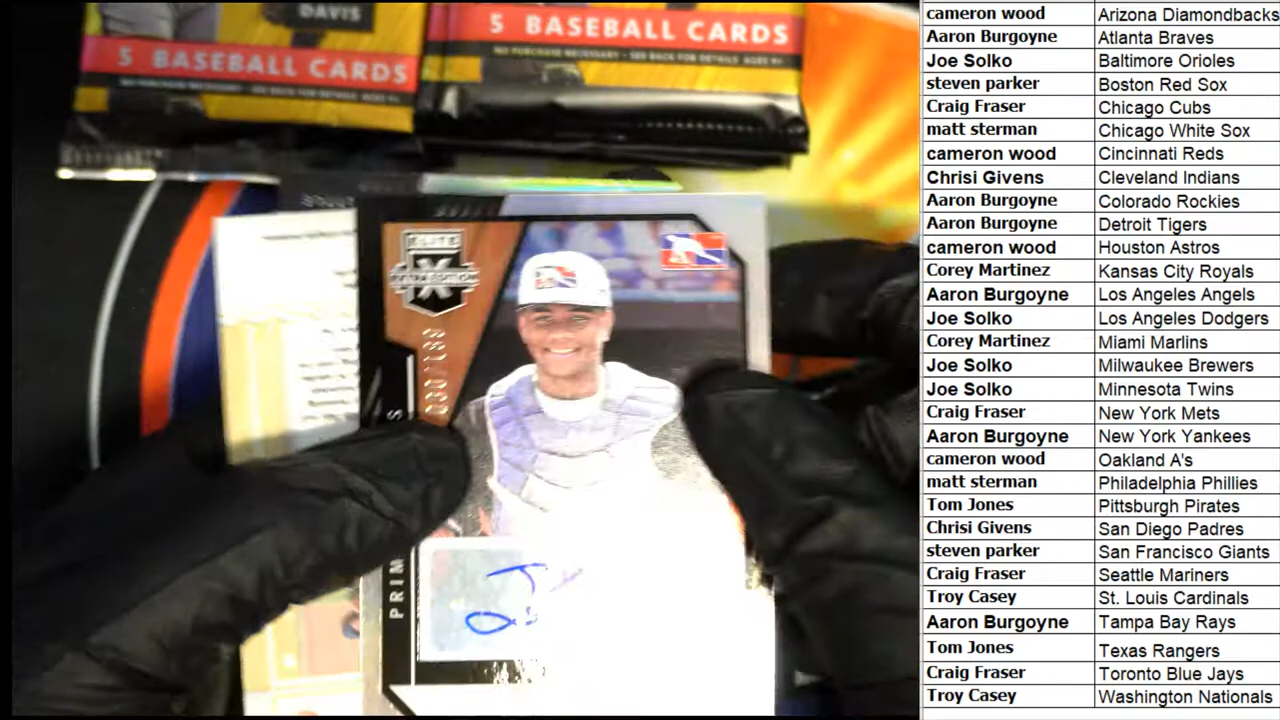 DAVIS
5 BASEBALL CARDS
NO PURCHASE NECESSARY - SEE BACK FOR DETAILS AGES 9+
5 BASEBALL CARDS
NO PURCHASE NECESSARY - SEE BACK FOR DETAILS AGES 9+
ELITE
EXTRA EDITION
PRIM
cameron wood Arizona Diamondbacks
Aaron Burgoyne Atlanta Braves
Joe Solko Baltimore Orioles
steven parker Boston Red Sox
Craig Fraser Chicago Cubs
matt sterman Chicago White Sox
cameron wood Cincinnati Reds
Chrisi Givens Cleveland Indians
Aaron Burgoyne Colorado Rockies
Aaron Burgoyne Detroit Tigers
cameron wood Houston Astros
Corey Martinez Kansas City Royals
Aaron Burgoyne Los Angeles Angels
Joe Solko Los Angeles Dodgers
Corey Martinez Miami Marlins
Joe Solko Milwaukee Brewers
Joe Solko Minnesota Twins
Craig Fraser New York Mets
Aaron Burgoyne New York Yankees
cameron wood Oakland A's
matt sterman Philadelphia Phillies
Tom Jones Pittsburgh Pirates
Chrisi Givens San Diego Padres
steven parker San Francisco Giants
Craig Fraser Seattle Mariners
Troy Casey St. Louis Cardinals
Aaron Burgoyne Tampa Bay Rays
Tom Jones Texas Rangers
Craig Fraser Toronto Blue Jays
Troy Casey Washington Nationals